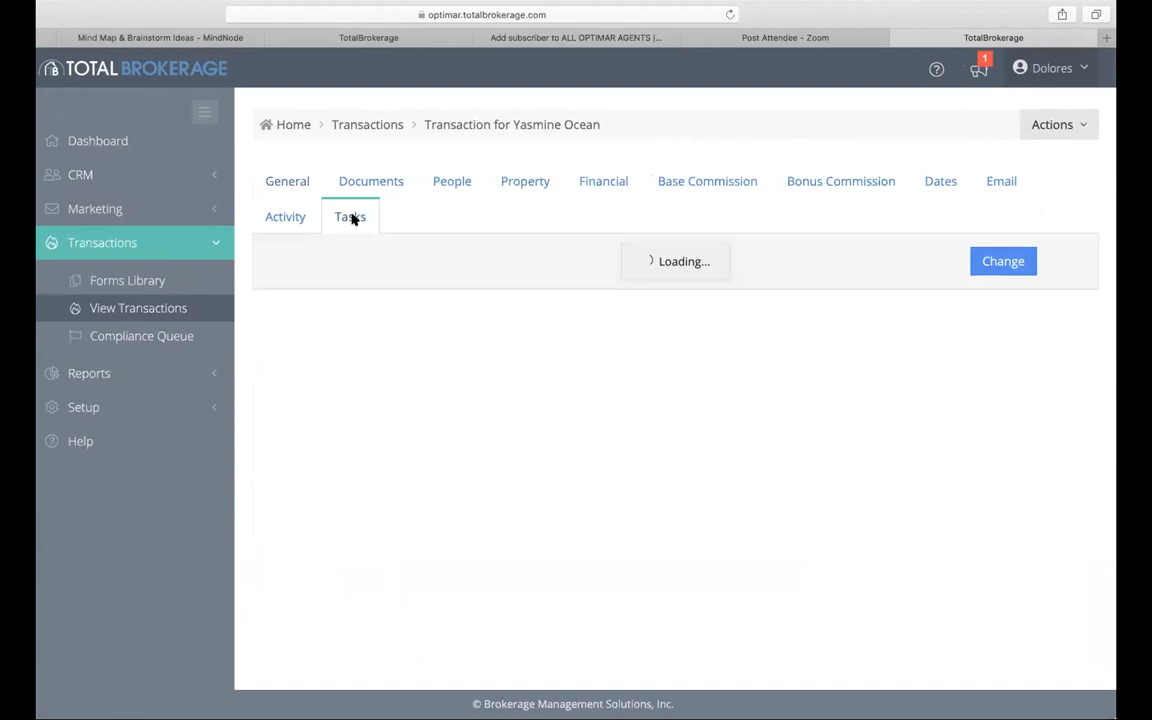 optimar.totalbrokerage.com
Mind Map & Brainstorm Ideas - MindNode TotalBrokerage Add subscriber to ALL OPTIMAR AGENTS |... Post Attendee - Zoom TotalBrokerage +
TOTAL BROKERAGE
1
Dolores
Home > Transactions > Transaction for Yasmine Ocean
Actions
Dashboard
CRM
Marketing
Transactions
Forms Library
View Transactions
Compliance Queue
Reports
Setup
Help
General Documents People Property Financial Base Commission Bonus Commission Dates Email
Activity Tasks
Loading...
Change
© Brokerage Management Solutions, Inc.